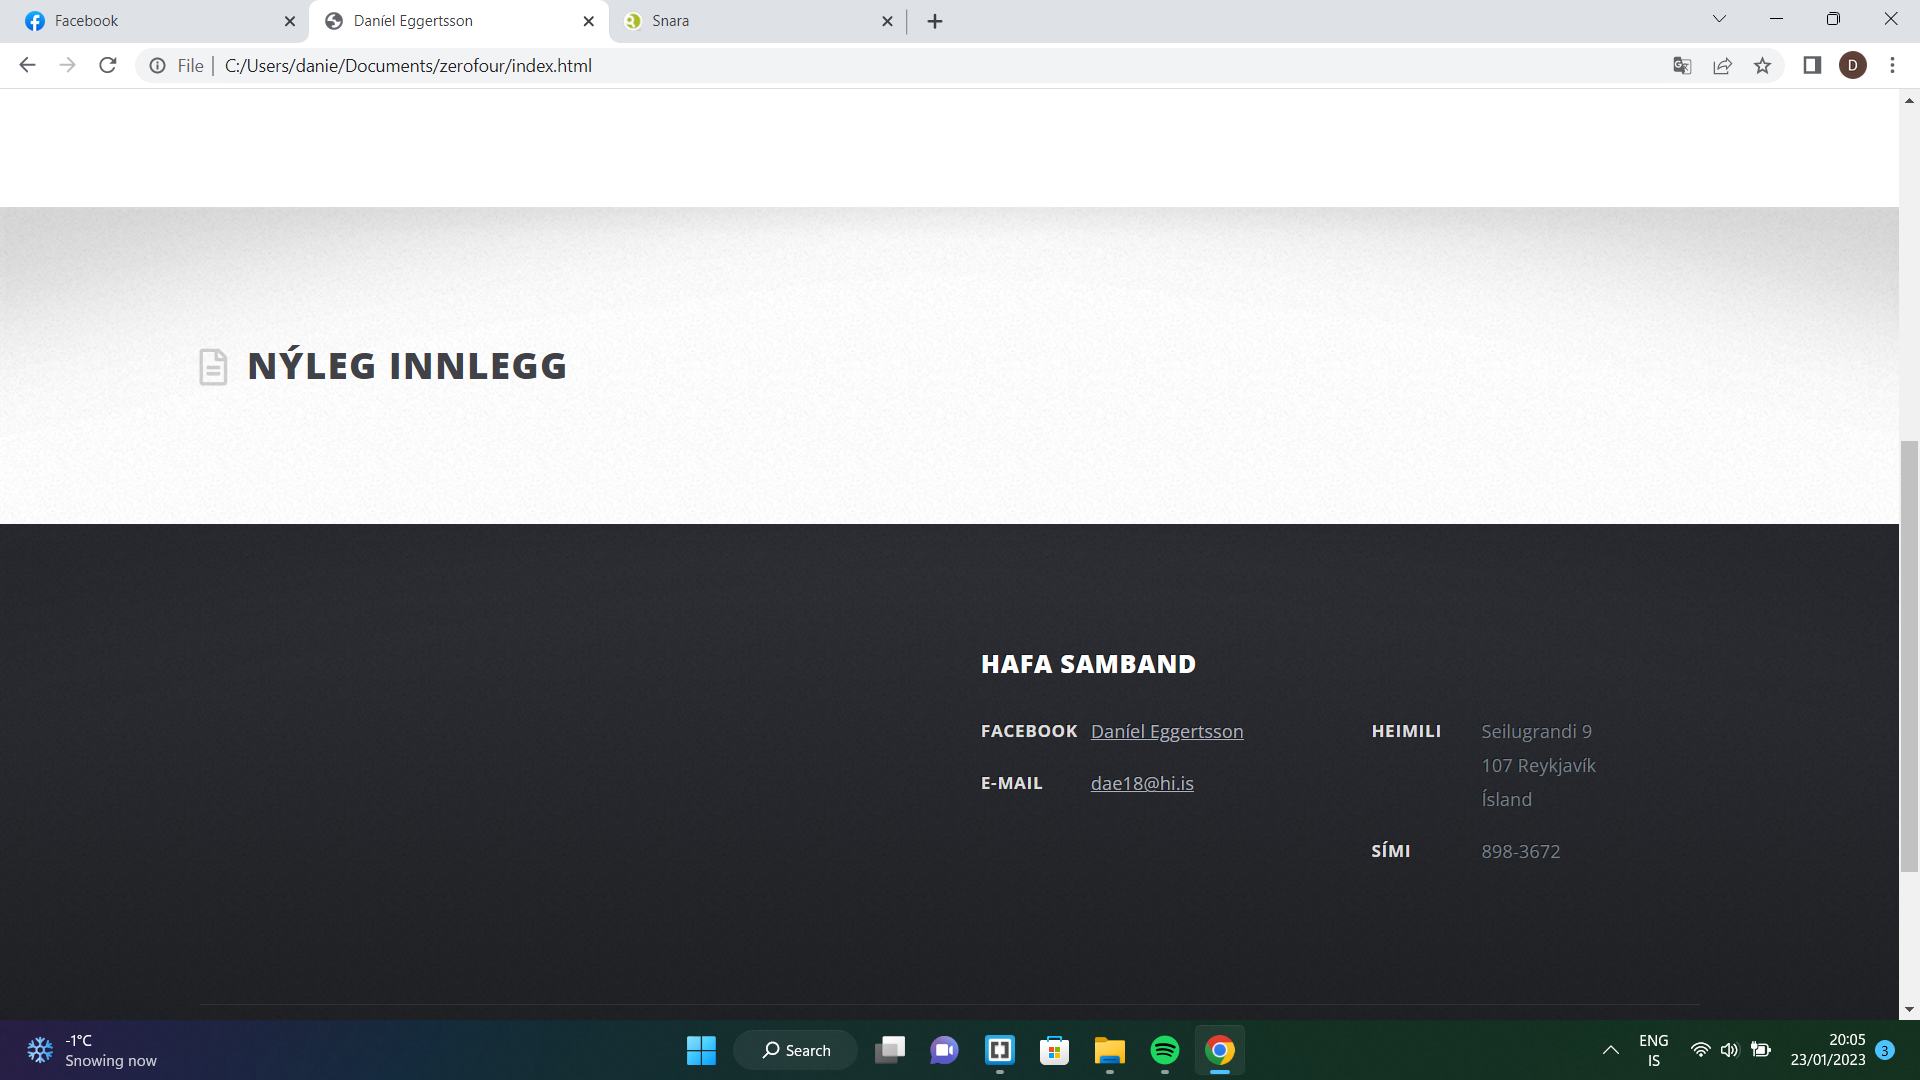 Facebook
Daníel Eggertsson
Snara
File
C:/Users/danie/Documents/zerofour/index.html
D
NÝLEG INNLEGG
HAFA SAMBAND
FACEBOOK Daníel Eggertsson
E-MAIL dae18@hi.is
HEIMILI Seilugrandi 9
107 Reykjavík
Ísland
SÍMI 898-3672
-1°C
Snowing now
Search
ENG
IS
20:05
23/01/2023
3